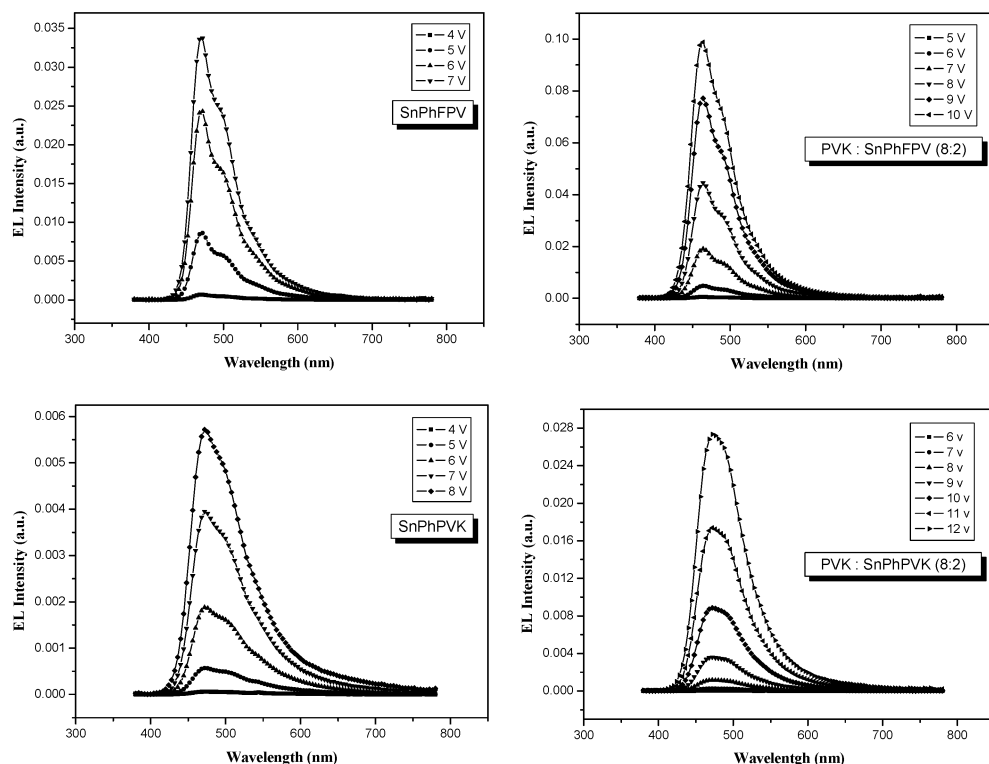 0.035
0.030
0.025
0.020
0.015
0.010
0.005
0.000
EL Intensity (a.u.)
300 400 500 600 700 800
Wavelength (nm)
4 V
5 V
6 V
7 V
SnPhFPV
0.10
0.08
0.06
0.04
0.02
0.00
EL Inensity (a.u.)
300 400 500 600 700 800
Wavelength (nm)
5 V
6 V
7 V
8 V
9 V
10 V
PVK : SnPhFPV (8:2)
0.006
0.005
0.004
0.003
0.002
0.001
0.000
EL Intensity (a.u.)
300 400 500 600 700 800
Wavelength (nm)
4 V
5 V
6 V
7 V
8 V
SnPhPVK
0.028
0.024
0.020
0.016
0.012
0.008
0.004
0.000
EL Intensity (a.u.)
300 400 500 600 700 800
Wavelentgh (nm)
6 v
7 v
8 v
9 v
10 v
11 v
12 v
PVK : SnPhPVK (8:2)